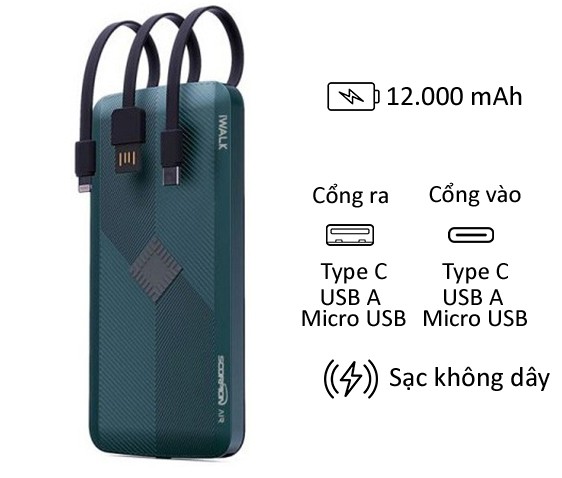 iWALK
SCORPION AIR
12.000 mAh
Cổng ra
Cổng vào
Type C
USB A
Micro USB
Type C
USB A
Micro USB
Sạc không dây